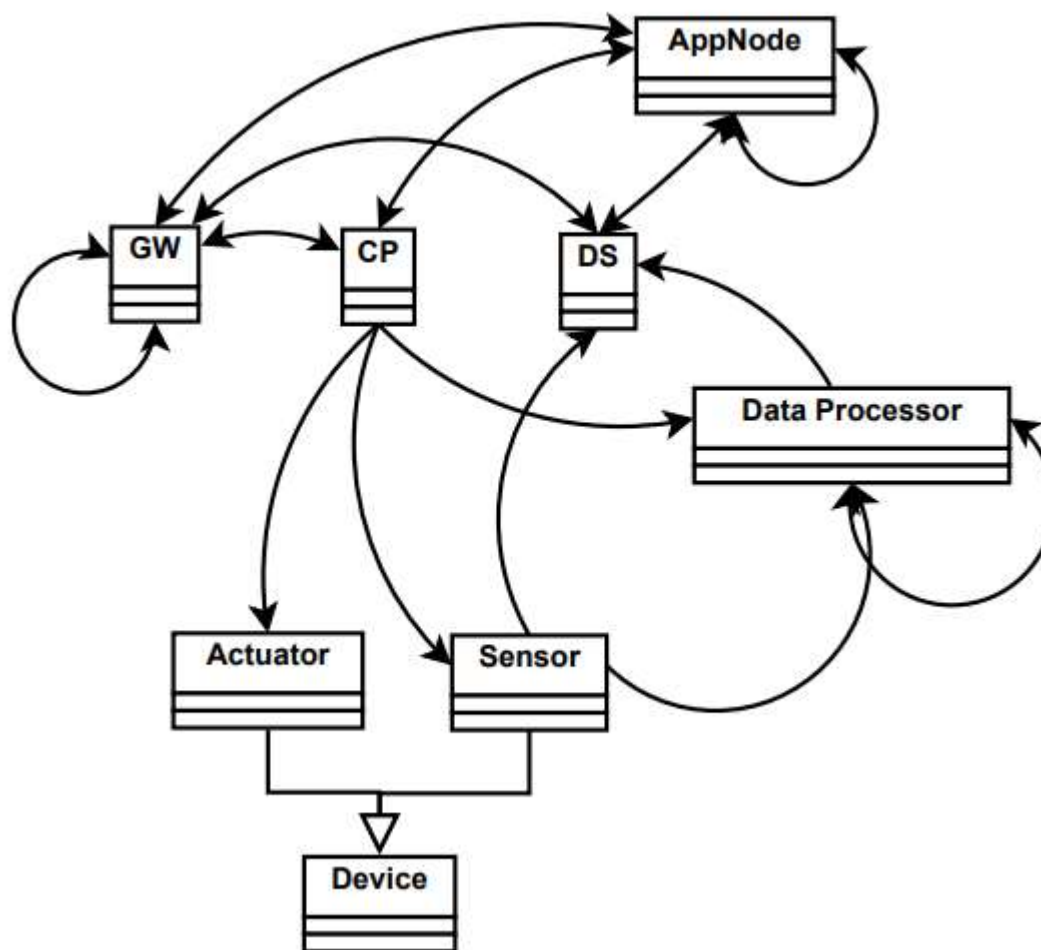 AppNode
GW
CP
DS
Data Processor
Actuator
Sensor
Device